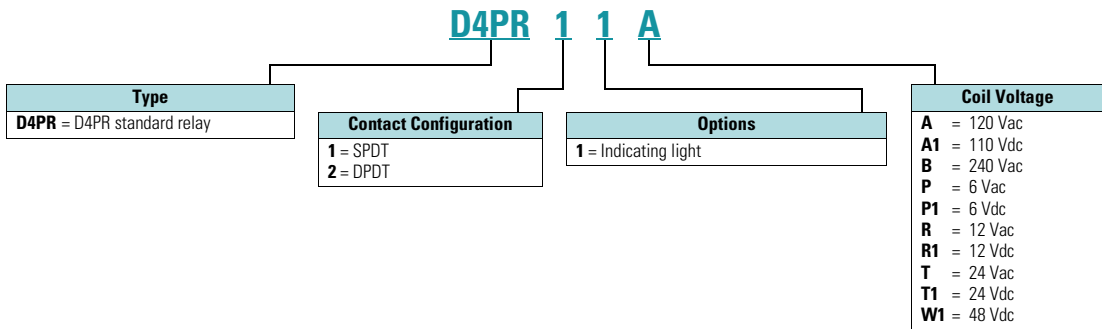 D4PR 1 1 A
Type
D4PR = D4PR standard relay
Contact Configuration
1 = SPDT
2 = DPDT
Options
1 = Indicating light
Coil Voltage
A = 120 Vac
A1 = 110 Vdc
B = 240 Vac
P = 6 Vac
P1 = 6 Vdc
R = 12 Vac
R1 = 12 Vdc
T = 24 Vac
T1 = 24 Vdc
W1 = 48 Vdc